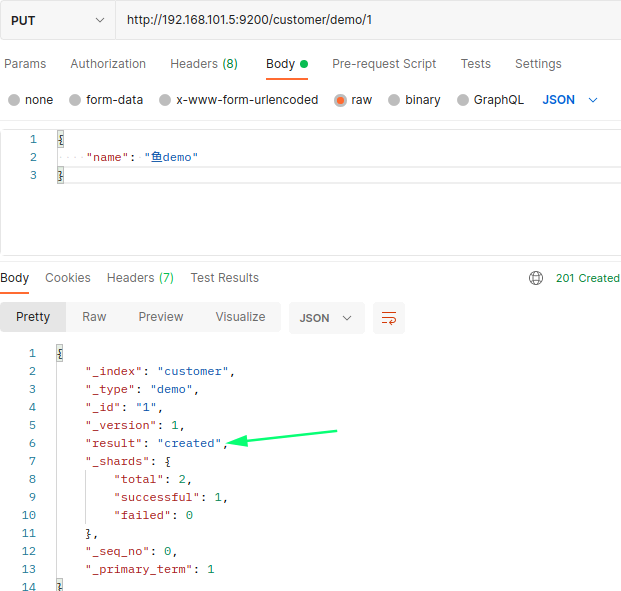 PUT http://192.168.101.5:9200/customer/demo/1
Params Authorization Headers (8) Body Pre-request Script Tests Settings
none form-data x-www-form-urlencoded raw binary GraphQL JSON
1 {
2 "name": "鱼demo"
3 }
Body Cookies Headers (7) Test Results 201 Created
Pretty Raw Preview Visualize JSON
1 {
2 "_index": "customer",
3 "_type": "demo",
4 "_id": "1",
5 "_version": 1,
6 "result": "created",
7 "_shards": {
8 "total": 2,
9 "successful": 1,
10 "failed": 0
11 },
12 "_seq_no": 0,
13 "_primary_term": 1
14 }